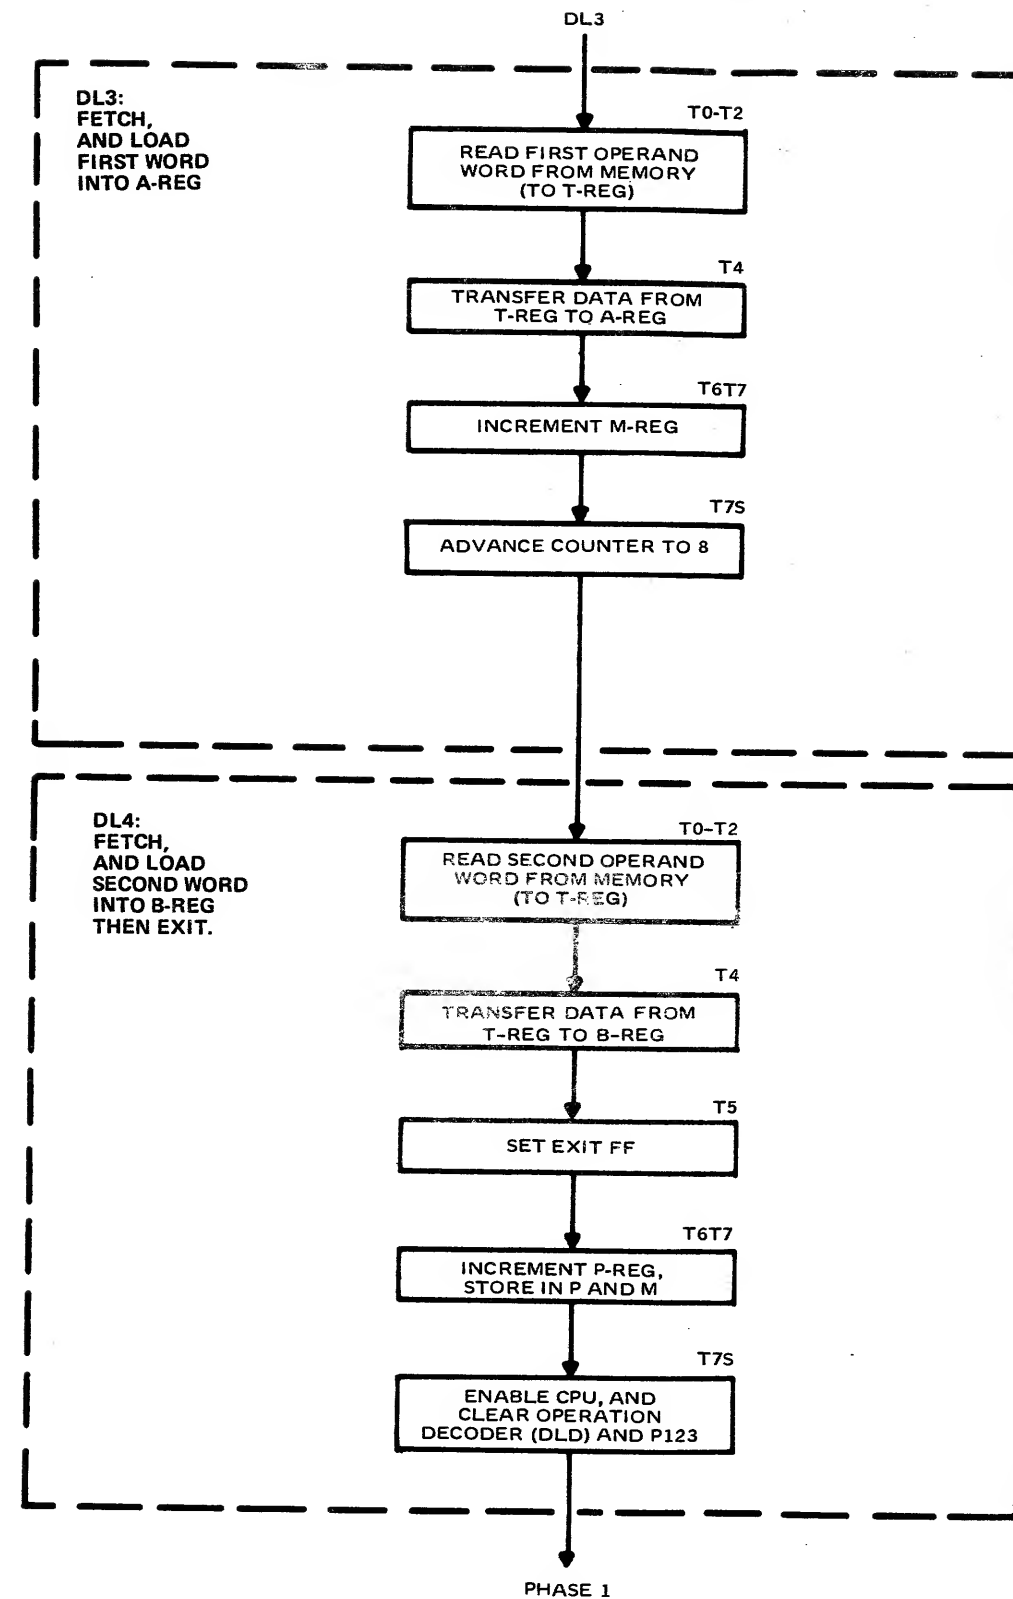 DL3
DL3:
FETCH,
AND LOAD
FIRST WORD
INTO A-REG
T0-T2
READ FIRST OPERAND
WORD FROM MEMORY
(TO T-REG)
T4
TRANSFER DATA FROM
T-REG TO A-REG
T6T7
INCREMENT M-REG
T7S
ADVANCE COUNTER TO 8
DL4:
FETCH,
AND LOAD
SECOND WORD
INTO B-REG
THEN EXIT.
T0-T2
READ SECOND OPERAND
WORD FROM MEMORY
(TO T-REG)
T4
TRANSFER DATA FROM
T-REG TO B-REG
T5
SET EXIT FF
T6T7
INCREMENT P-REG,
STORE IN P AND M
T7S
ENABLE CPU, AND
CLEAR OPERATION
DECODER (DLD) AND P123
PHASE 1